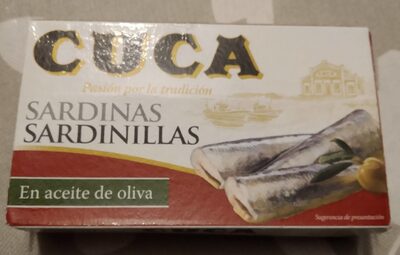 CUCA
Pasión por la tradición
SARDINAS
SARDINILLAS
En aceite de oliva
Sugerencia de presentación